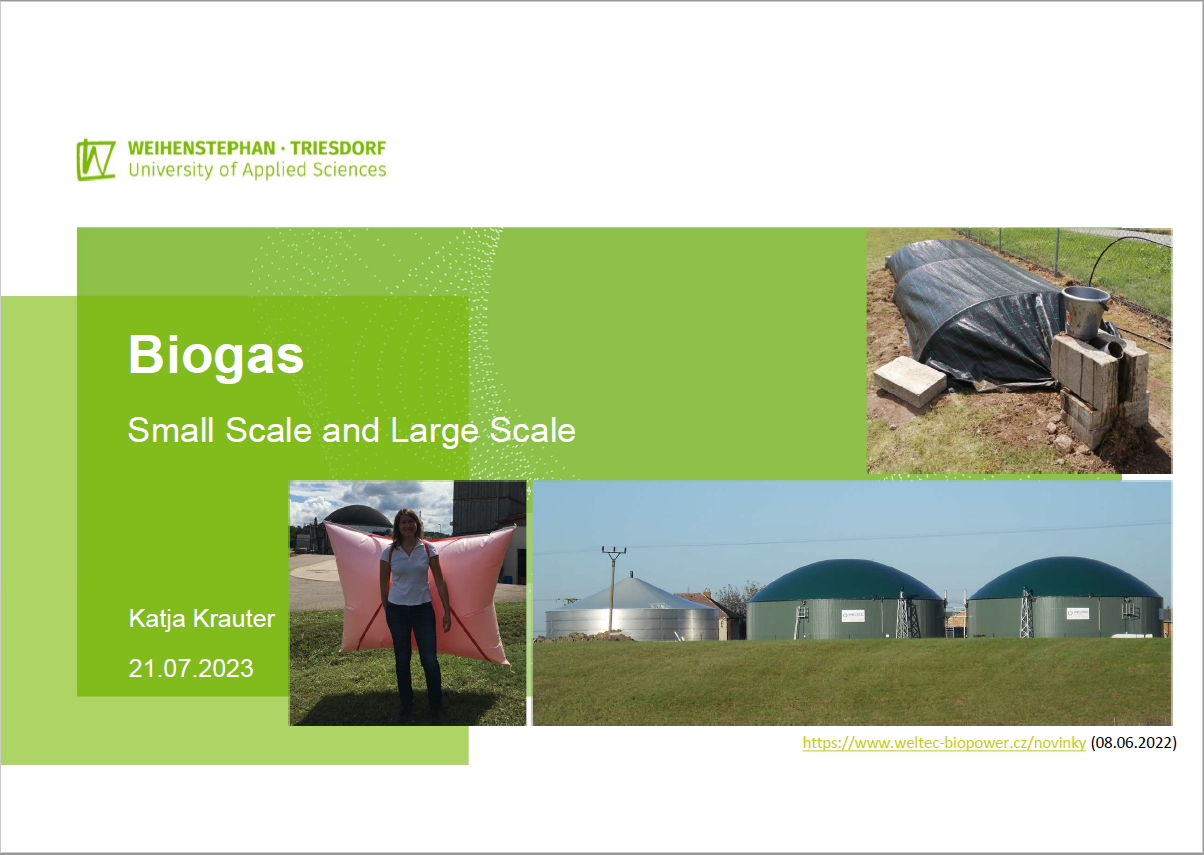 WEIHENSTEPHAN · TRIESDORF
University of Applied Sciences
Biogas
Small Scale and Large Scale
Katja Krauter
21.07.2023
https://www.weltec-biopower.cz/novinky (08.06.2022)